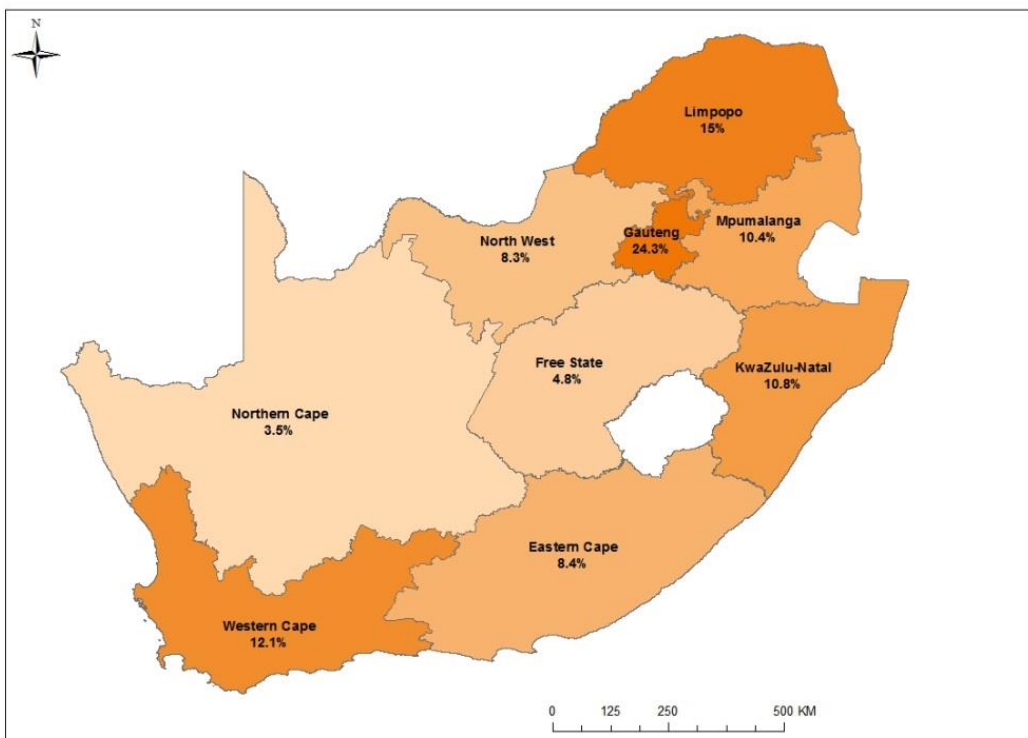 N
Limpopo
15%
Mpumalanga
10.4%
Gauteng
24.3%
North West
8.3%
Free State
4.8%
KwaZulu-Natal
10.8%
Northern Cape
3.5%
Eastern Cape
8.4%
Western Cape
12.1%
0 125 250 500 KM